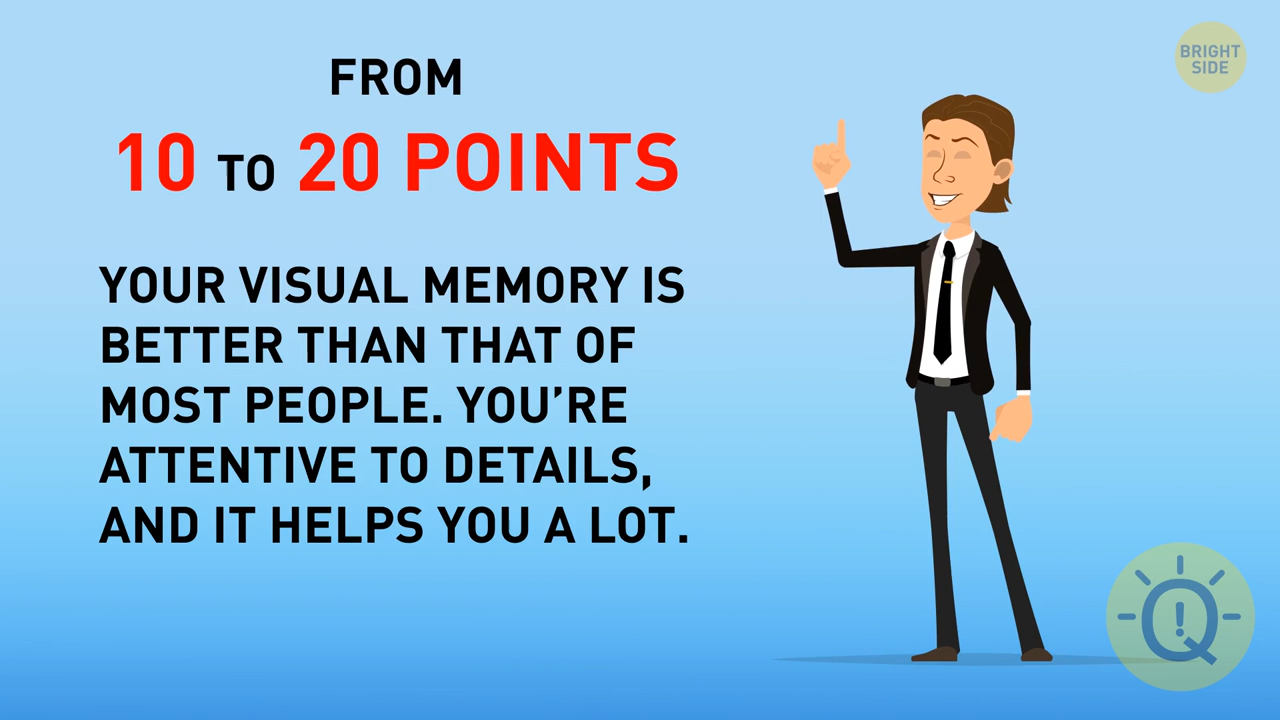 FROM
10 TO 20 POINTS
YOUR VISUAL MEMORY IS
BETTER THAN THAT OF
MOST PEOPLE. YOU'RE
ATTENTIVE TO DETAILS,
AND IT HELPS YOU A LOT.
BRIGHT
SIDE
Q!